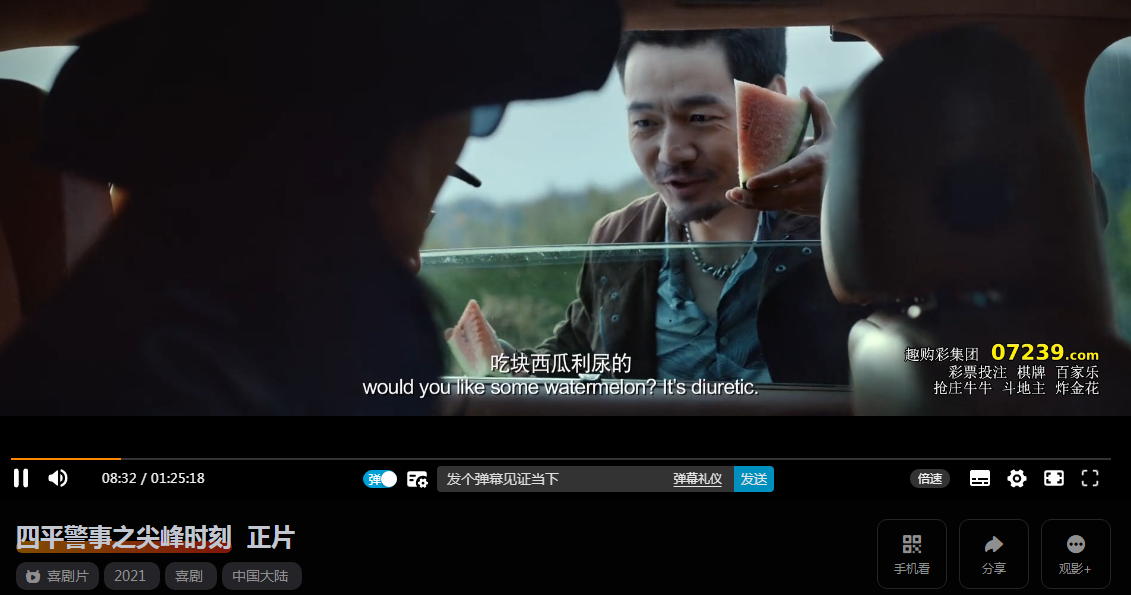 吃块西瓜利尿的
would you like some watermelon? It's diuretic.
趣购彩集团 07239.com
彩票投注 棋牌 百家乐
抢庄牛牛 斗地主 炸金花
08:32 / 01:25:18
弹
发个弹幕见证当下 弹幕礼仪 发送
倍速
四平警事之尖峰时刻 正片
喜剧片 2021 喜剧 中国大陆
手机看 分享 观影+